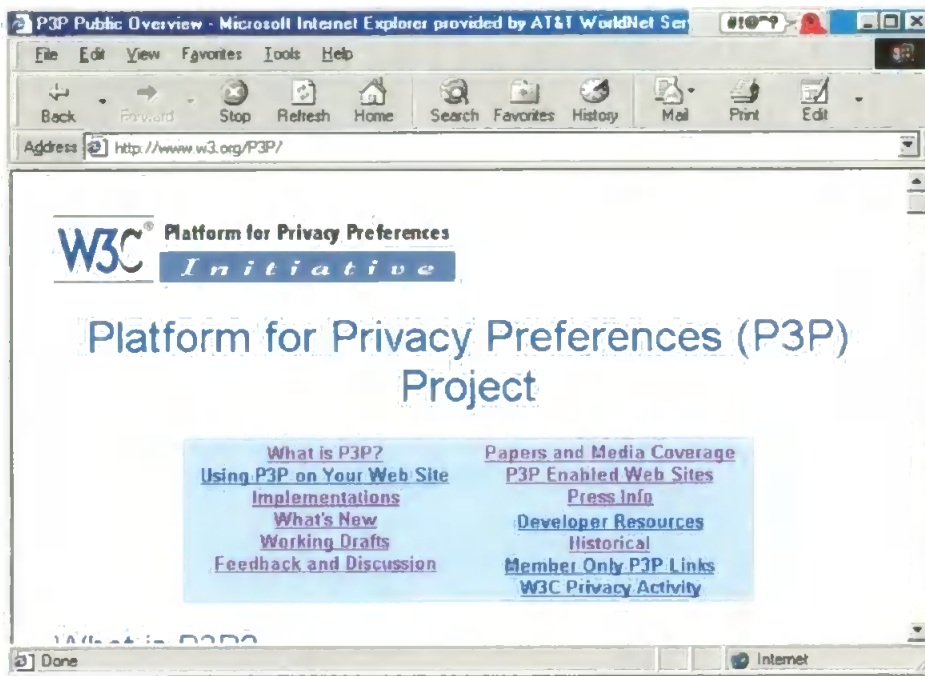 P3P Public Overview - Microsoft Internet Explorer provided by AT&T WorldNet Ser
#!@^?
File Edit View Favorites Tools Help
Back Forward Stop Refresh Home Search Favorites History Mail Print Edit
Address http://www.w3.org/P3P/
W3C® Platform for Privacy Preferences
Initiative
Platform for Privacy Preferences (P3P)
Project
What is P3P? Papers and Media Coverage
Using P3P on Your Web Site P3P Enabled Web Sites
Implementations Press Info
What's New Developer Resources
Working Drafts Historical
Feedback and Discussion Member Only P3P Links
W3C Privacy Activity
What is P3P?
Done Internet